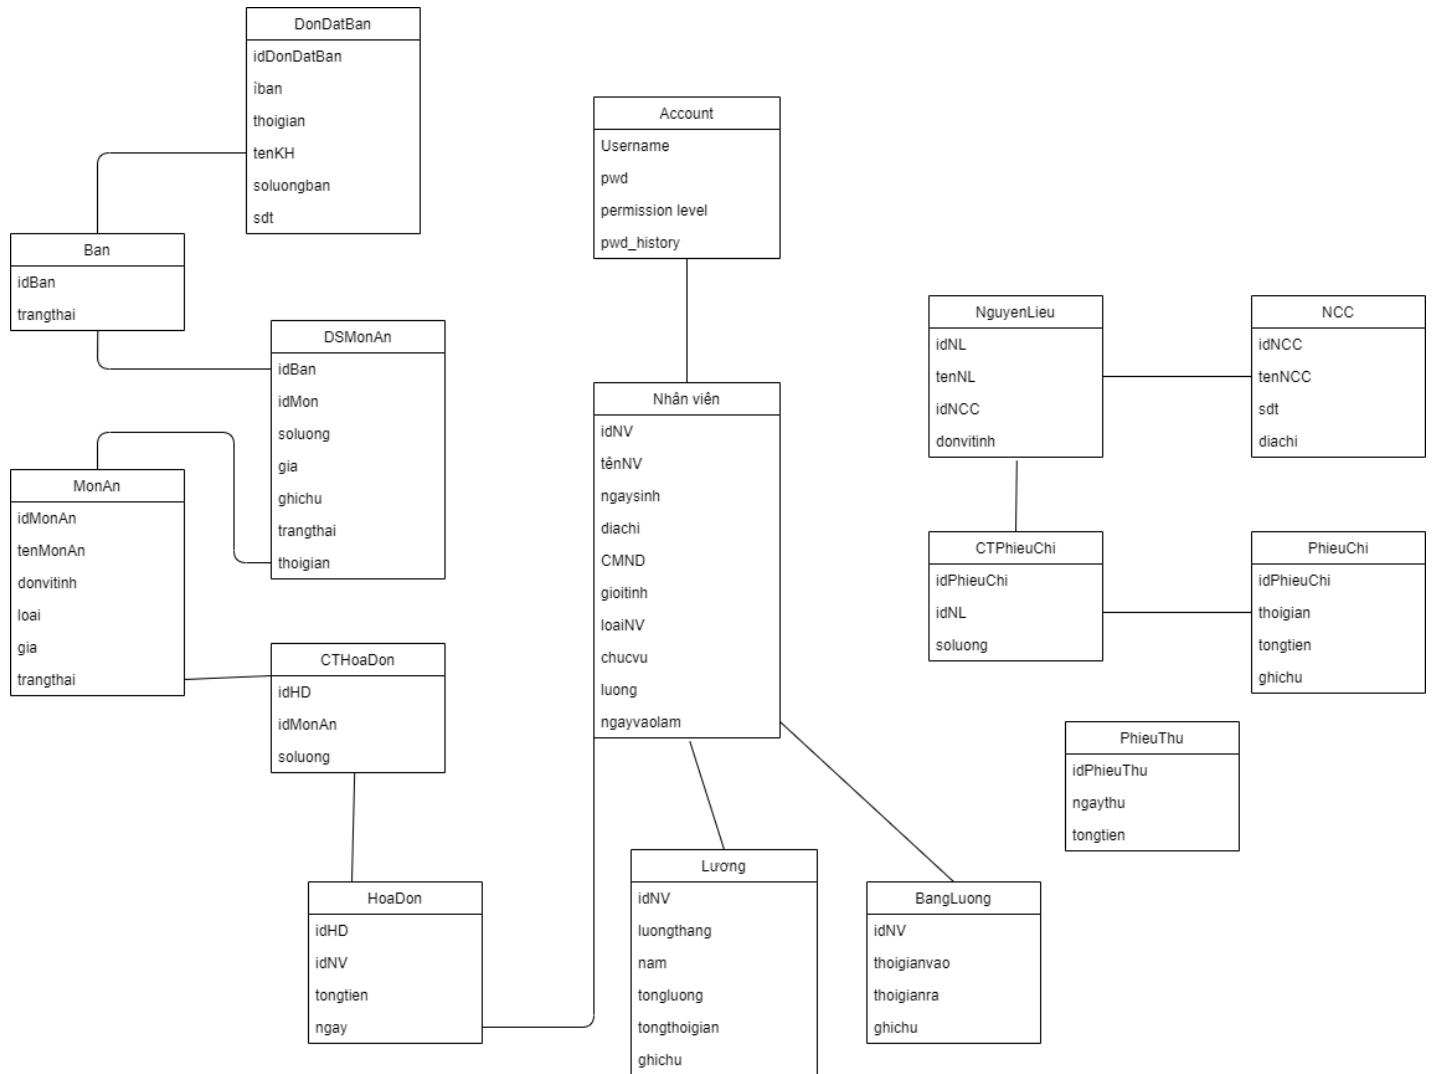 DonDatBan
idDonDatBan
ỉban
thoigian
tenKH
soluongban
sdt
Ban
idBan
trangthai
DSMonAn
idBan
idMon
soluong
gia
ghichu
trangthai
thoigian
MonAn
idMonAn
tenMonAn
donvitinh
loai
gia
trangthai
CTHoaDon
idHD
idMonAn
soluong
HoaDon
idHD
idNV
tongtien
ngay
Account
Username
pwd
permission level
pwd_history
Nhân viên
idNV
tênNV
ngaysinh
diachi
CMND
gioitinh
loaiNV
chucvu
luong
ngayvaolam
Lương
idNV
luongthang
nam
tongluong
tongthoigian
ghichu
BangLuong
idNV
thoigianvao
thoigianra
ghichu
NguyenLieu
idNL
tenNL
idNCC
donvitinh
NCC
idNCC
tenNCC
sdt
diachi
CTPhieuChi
idPhieuChi
idNL
soluong
PhieuChi
idPhieuChi
thoigian
tongtien
ghichu
PhieuThu
idPhieuThu
ngaythu
tongtien